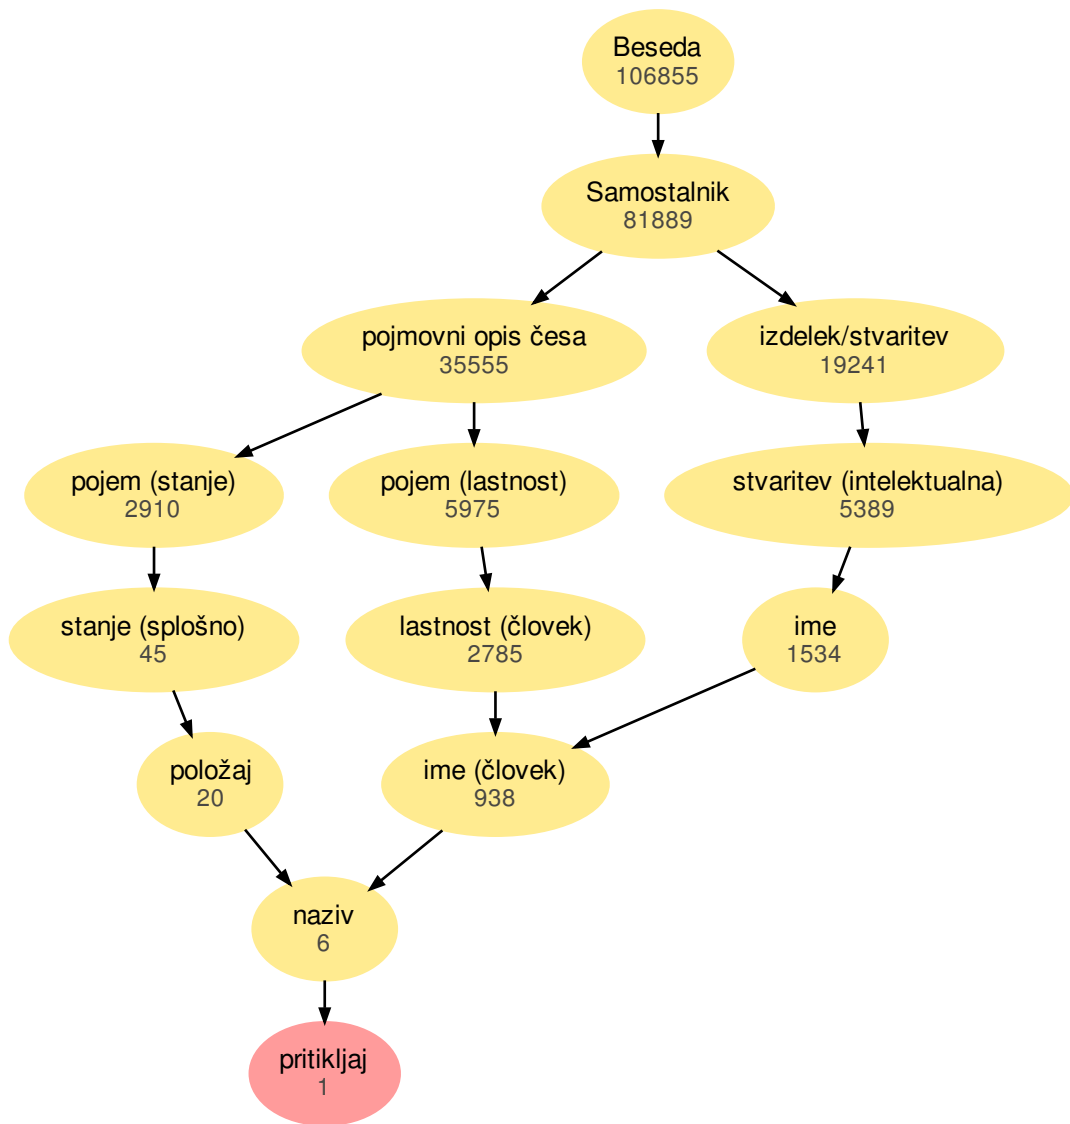 Beseda
106855
Samostalnik
81889
pojmovni opis česa
35555
izdelek/stvaritev
19241
pojem (stanje)
2910
pojem (lastnost)
5975
stvaritev (intelektualna)
5389
stanje (splošno)
45
lastnost (človek)
2785
ime
1534
položaj
20
ime (človek)
938
naziv
6
pritikljaj
1